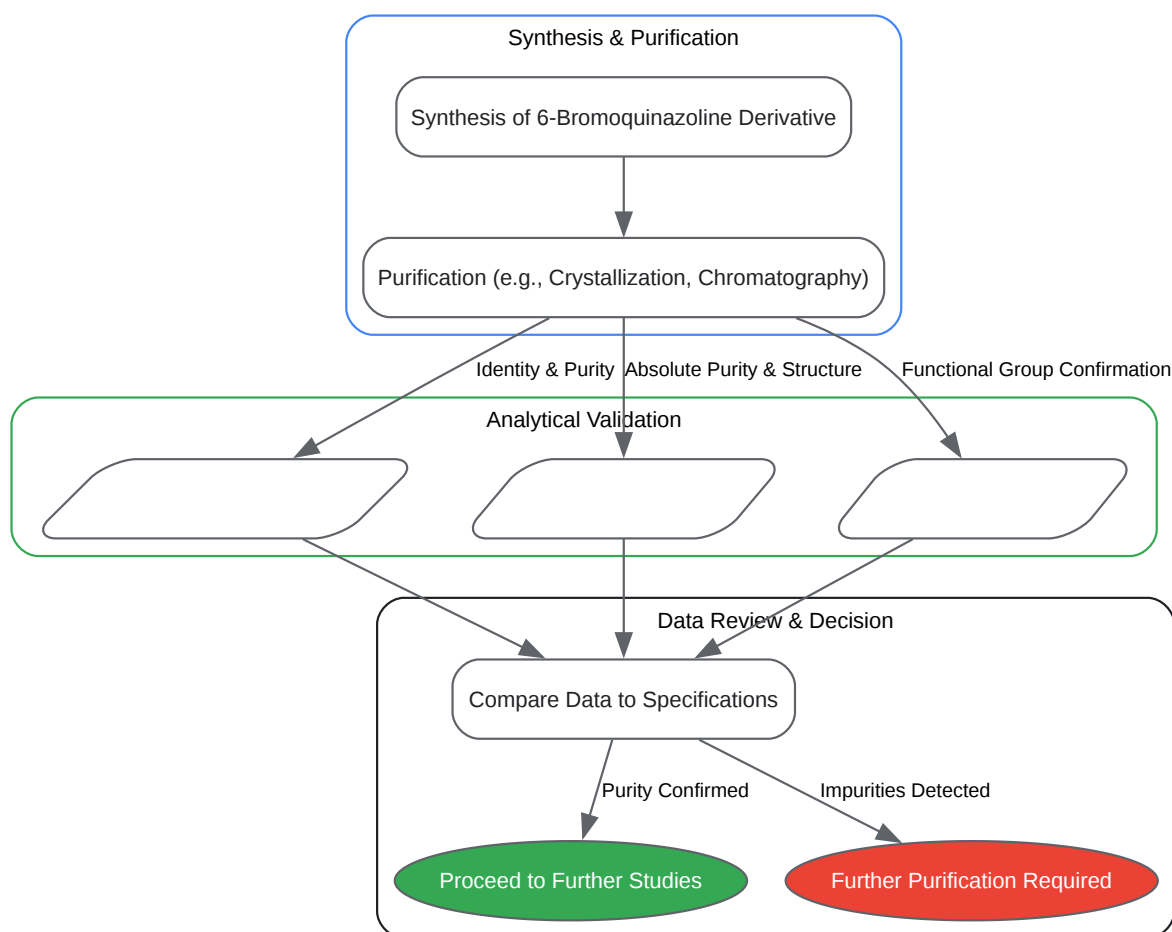 Synthesis & Purification
Synthesis of 6-Bromoquinazoline Derivative
Purification (e.g., Crystallization, Chromatography)
Identity & Purity
Absolute Purity & Structure
Functional Group Confirmation
Analytical Validation
Data Review & Decision
Compare Data to Specifications
Purity Confirmed
Impurities Detected
Proceed to Further Studies
Further Purification Required